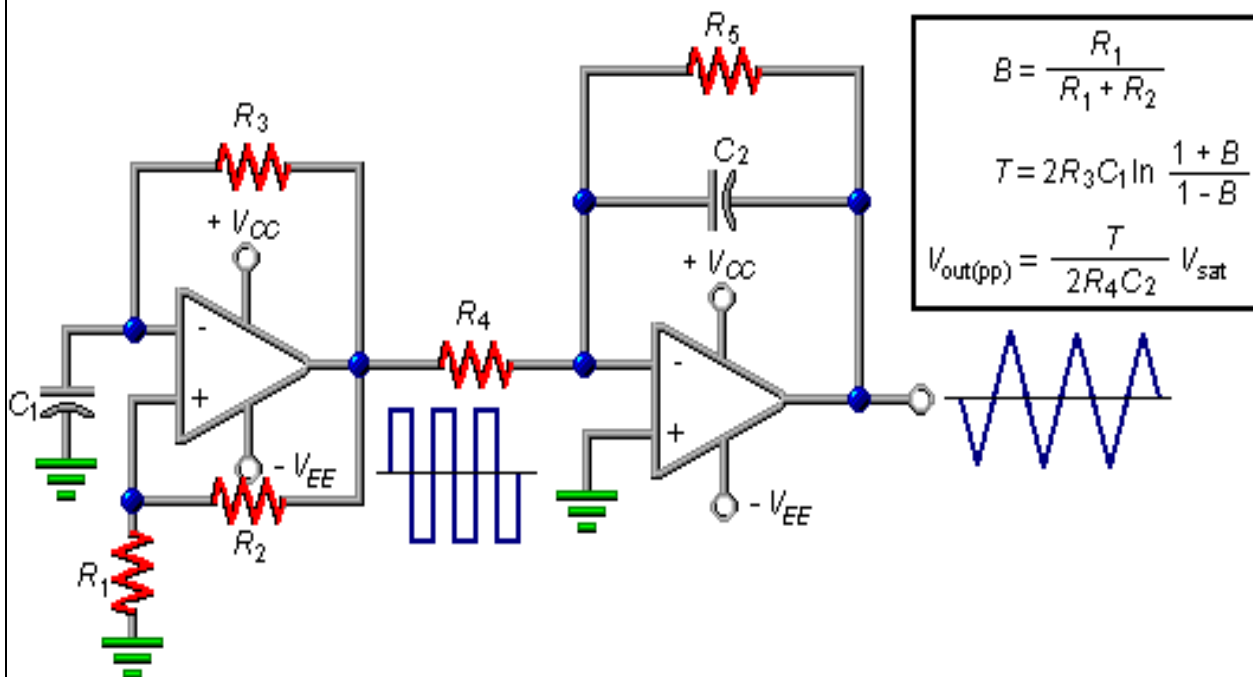 R5
B = R1 / (R1 + R2)
R3
C2
T = 2R3C1 ln (1 + B) / (1 - B)
+ VCC
+ VCC
Vout(pp) = T / (2R4C2) Vsat
-
R4
-
C1
+
+
- VEE
- VEE
R2
R1